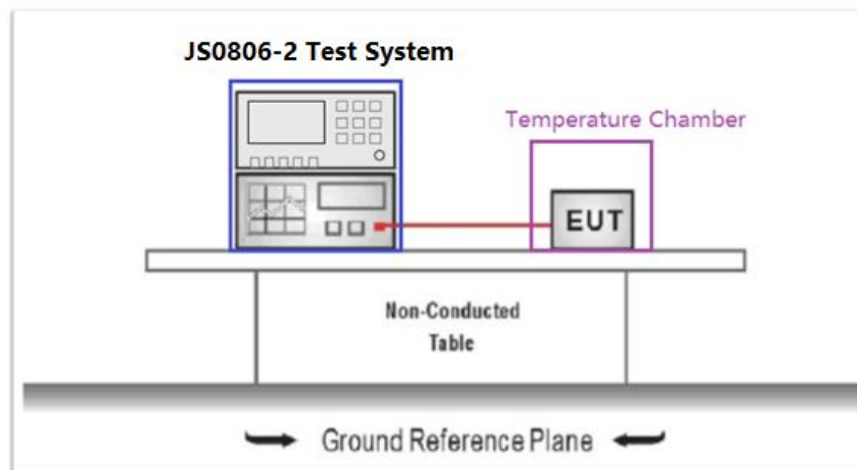 JS0806-2 Test System
Temperature Chamber
EUT
Non-Conducted
Table
Ground Reference Plane